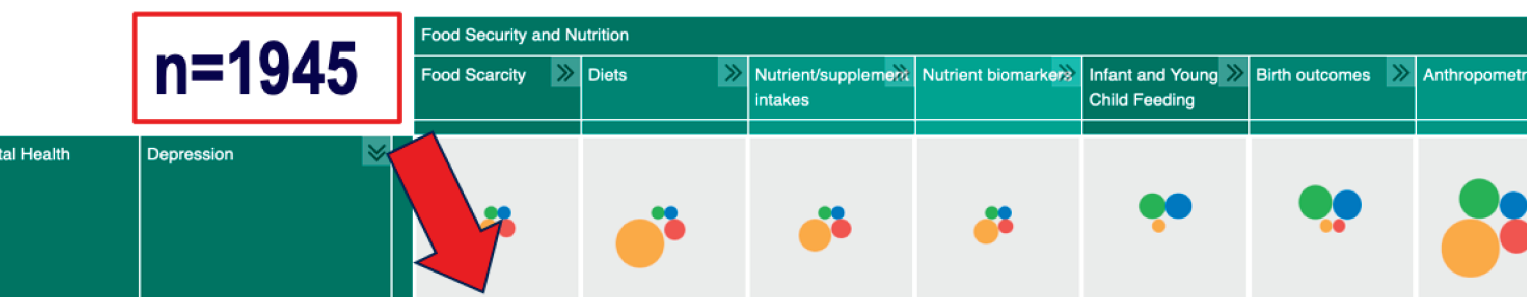 n=1945
Food Security and Nutrition
Food Scarcity
Diets
Nutrient/supplement
intakes
Nutrient biomarkers
Infant and Young
Child Feeding
Birth outcomes
Anthropometr
tal Health
Depression